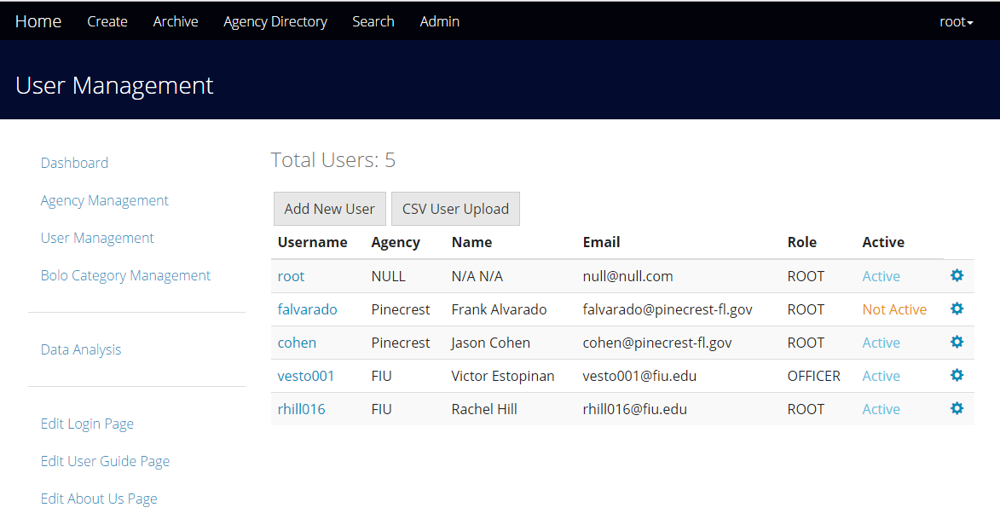 Home Create Archive Agency Directory Search Admin root
User Management
Dashboard
Agency Management
User Management
Bolo Category Management
Data Analysis
Edit Login Page
Edit User Guide Page
Edit About Us Page
Total Users: 5
Add New User CSV User Upload
Username Agency Name Email Role Active
root NULL N/A N/A null@null.com ROOT Active
falvarado Pinecrest Frank Alvarado falvarado@pinecrest-fl.gov ROOT Not Active
cohen Pinecrest Jason Cohen cohen@pinecrest-fl.gov ROOT Active
vesto001 FIU Victor Estopinan vesto001@fiu.edu OFFICER Active
rhill016 FIU Rachel Hill rhill016@fiu.edu ROOT Active